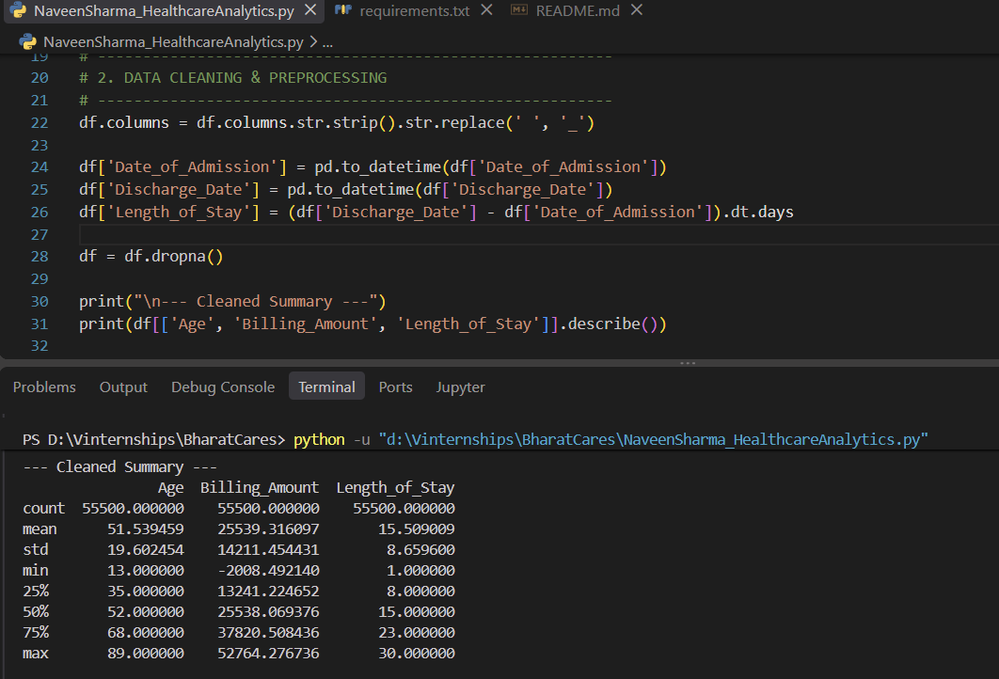 NaveenSharma_HealthcareAnalytics.py requirements.txt README.md
NaveenSharma_HealthcareAnalytics.py > ...
19 # ---------------------------------------------------------
20 # 2. DATA CLEANING & PREPROCESSING
21 # ---------------------------------------------------------
22 df.columns = df.columns.str.strip().str.replace(' ', '_')
23
24 df['Date_of_Admission'] = pd.to_datetime(df['Date_of_Admission'])
25 df['Discharge_Date'] = pd.to_datetime(df['Discharge_Date'])
26 df['Length_of_Stay'] = (df['Discharge_Date'] - df['Date_of_Admission']).dt.days
27
28 df = df.dropna()
29
30 print("\n--- Cleaned Summary ---")
31 print(df[['Age', 'Billing_Amount', 'Length_of_Stay']].describe())
32
Problems Output Debug Console Terminal Ports Jupyter
PS D:\Vinternships\BharatCares> python -u "d:\Vinternships\BharatCares\NaveenSharma_HealthcareAnalytics.py"
--- Cleaned Summary ---
Age Billing_Amount Length_of_Stay
count 55500.000000 55500.000000 55500.000000
mean 51.539459 25539.316097 15.509009
std 19.602454 14211.454431 8.659600
min 13.000000 -2008.492140 1.000000
25% 35.000000 13241.224652 8.000000
50% 52.000000 25538.069376 15.000000
75% 68.000000 37820.508436 23.000000
max 89.000000 52764.276736 30.000000